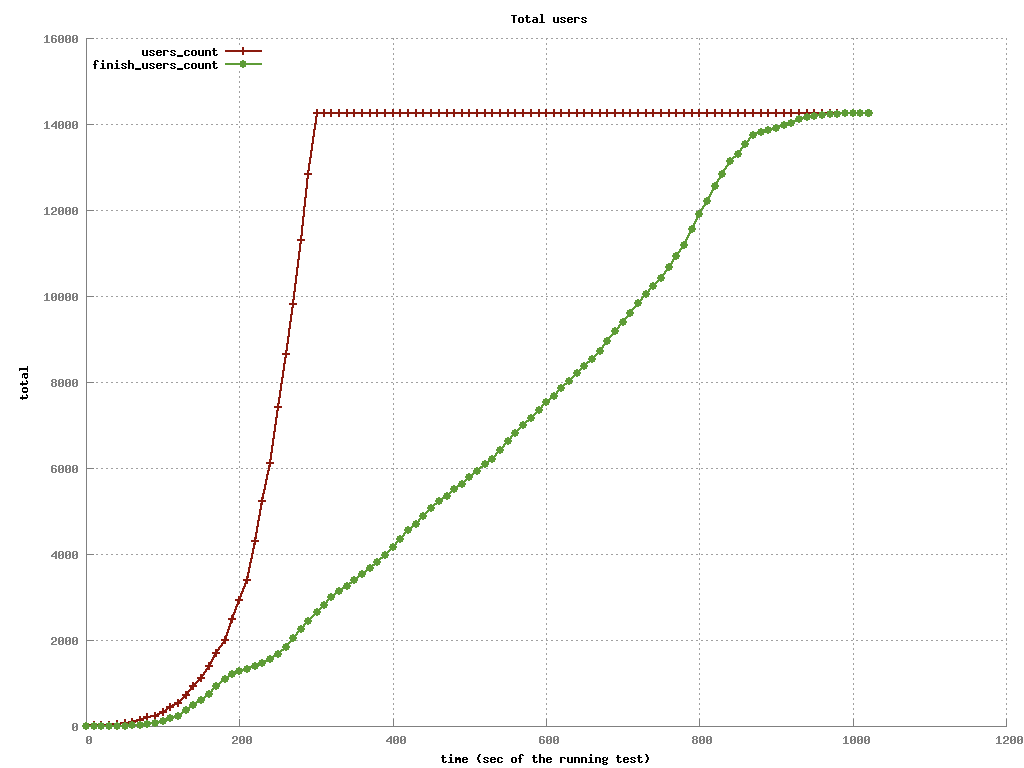 Total users
16000
users_count
finish_users_count
14000
12000
10000
total
8000
6000
4000
2000
0
0 200 400 600 800 1000 1200
time (sec of the running test)